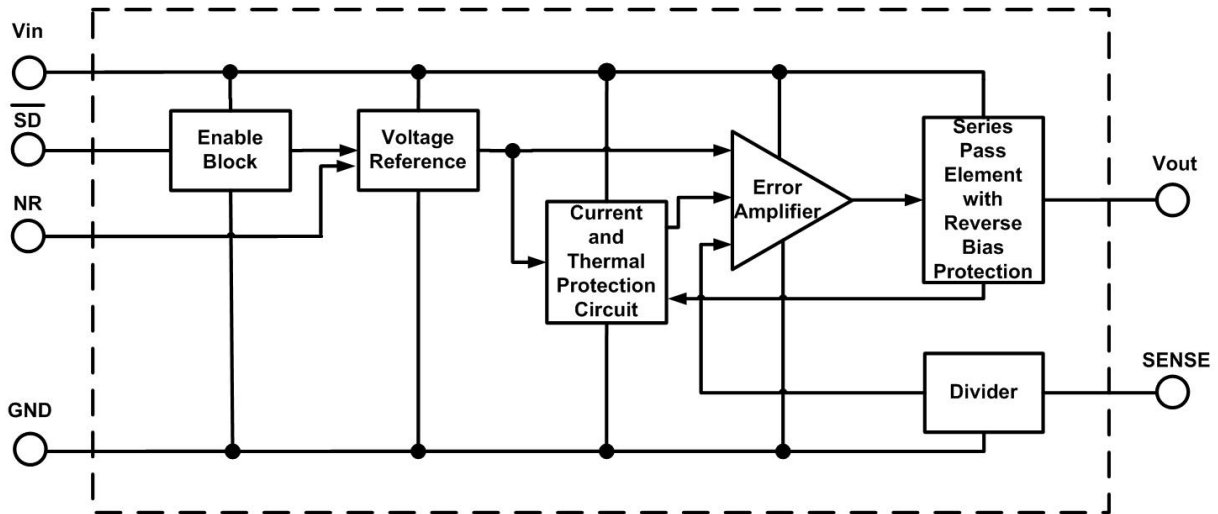 Vin
SD
NR
GND
Enable
Block
Voltage
Reference
Current
and
Thermal
Protection
Circuit
Error
Amplifier
Series
Pass
Element
with
Reverse
Bias
Protection
Divider
Vout
SENSE